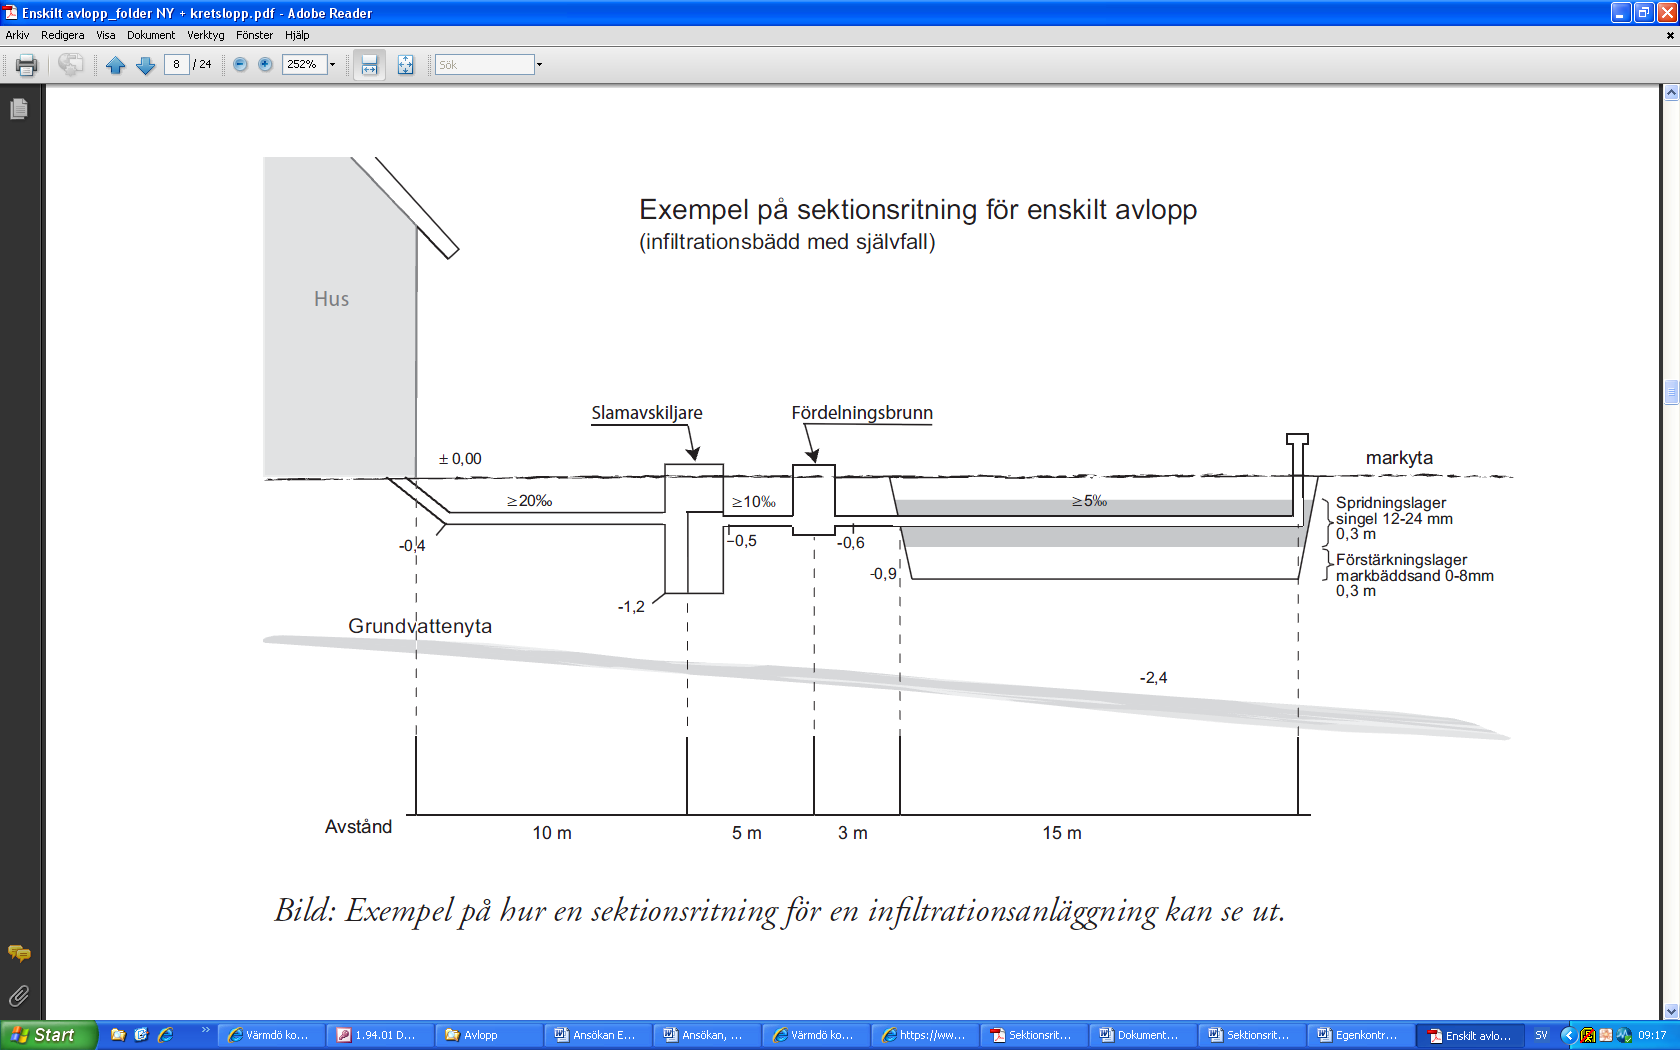 Enskilt avlopp_folder NY + kretslopp.pdf - Adobe Reader
Arkiv Redigera Visa Dokument Verktyg Fönster Hjälp
8 / 24 252% Sök
Exempel på sektionsritning för enskilt avlopp
(infiltrationsbädd med självfall)
Hus
Slamavskiljare Fördelningsbrunn
± 0,00 markyta
≥20‰ ≥10‰ ≥5‰
Spridningslager
singel 12-24 mm
0,3 m
-0,4 -0,5 -0,6
Förstärkningslager
markbäddsand 0-8mm
0,3 m
-0,9
-1,2
Grundvattenyta
-2,4
Avstånd 10 m 5 m 3 m 15 m
Bild: Exempel på hur en sektionsritning för en infiltrationsanläggning kan se ut.
Start » Värmdö ko... 1.94.01 D... Avlopp Ansökan E... Ansökan, ... Värmdö ko... https://ww... Sektionsrit... Dokument... Sektionsrit... Egenkontr... Enskilt avlo... SV 09:17